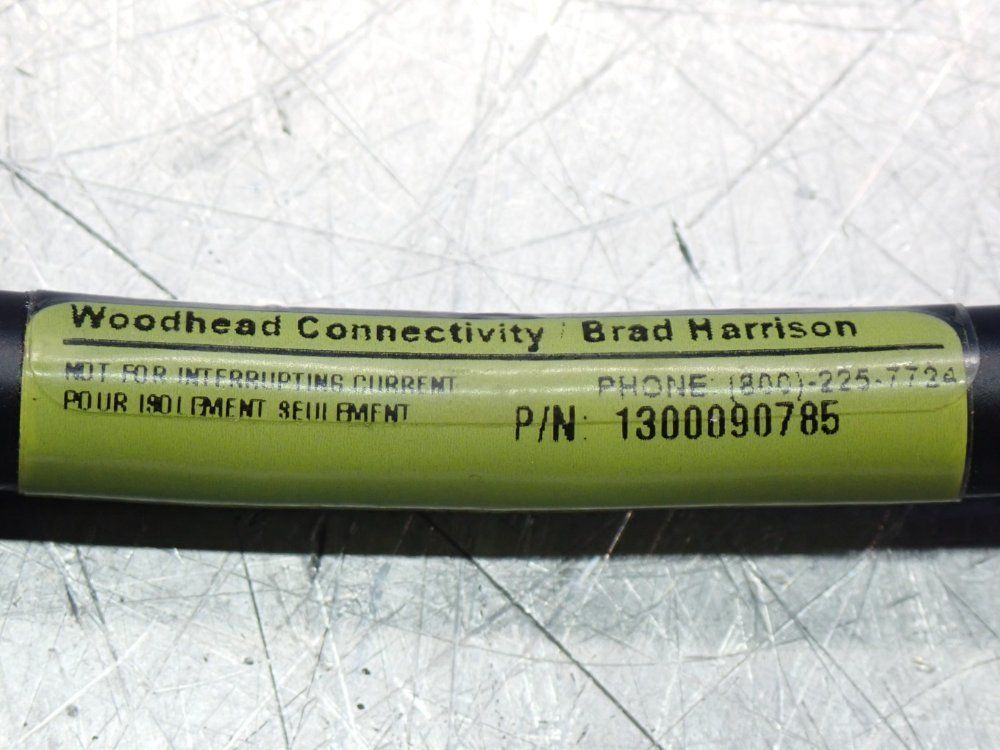 Woodhead Connectivity / Brad Harrison
NOT FOR INTERRUPTING CURRENT
PHONE: (800)-225-7724
POUR ISOLEMENT SEULEMENT
P/N: 1300090785